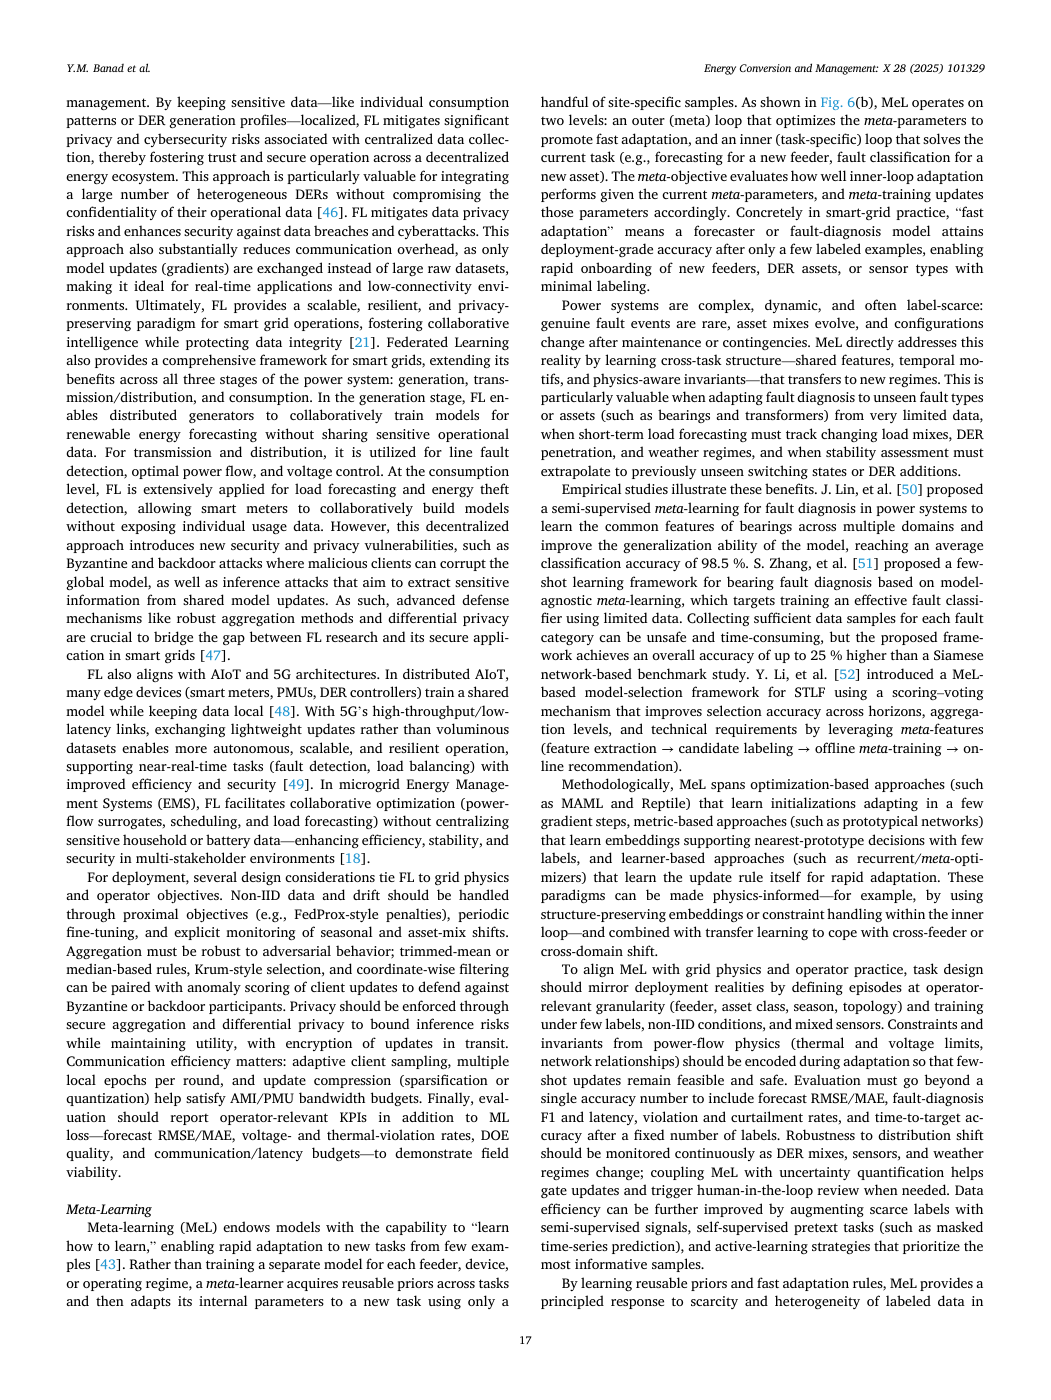 Y.M. Banad et al.
Energy Conversion and Management: X 28 (2025) 101329
management. By keeping sensitive data—like individual consumption
patterns or DER generation profiles—localized, FL mitigates significant
privacy and cybersecurity risks associated with centralized data collec-
tion, thereby fostering trust and secure operation across a decentralized
energy ecosystem. This approach is particularly valuable for integrating
a large number of heterogeneous DERs without compromising the
confidentiality of their operational data [46]. FL mitigates data privacy
risks and enhances security against data breaches and cyberattacks. This
approach also substantially reduces communication overhead, as only
model updates (gradients) are exchanged instead of large raw datasets,
making it ideal for real-time applications and low-connectivity envi-
ronments. Ultimately, FL provides a scalable, resilient, and privacy-
preserving paradigm for smart grid operations, fostering collaborative
intelligence while protecting data integrity [21]. Federated Learning
also provides a comprehensive framework for smart grids, extending its
benefits across all three stages of the power system: generation, trans-
mission/distribution, and consumption. In the generation stage, FL en-
ables distributed generators to collaboratively train models for
renewable energy forecasting without sharing sensitive operational
data. For transmission and distribution, it is utilized for line fault
detection, optimal power flow, and voltage control. At the consumption
level, FL is extensively applied for load forecasting and energy theft
detection, allowing smart meters to collaboratively build models
without exposing individual usage data. However, this decentralized
approach introduces new security and privacy vulnerabilities, such as
Byzantine and backdoor attacks where malicious clients can corrupt the
global model, as well as inference attacks that aim to extract sensitive
information from shared model updates. As such, advanced defense
mechanisms like robust aggregation methods and differential privacy
are crucial to bridge the gap between FL research and its secure appli-
cation in smart grids [47].
FL also aligns with AIoT and 5G architectures. In distributed AIoT,
many edge devices (smart meters, PMUs, DER controllers) train a shared
model while keeping data local [48]. With 5G's high-throughput/low-
latency links, exchanging lightweight updates rather than voluminous
datasets enables more autonomous, scalable, and resilient operation,
supporting near-real-time tasks (fault detection, load balancing) with
improved efficiency and security [49]. In microgrid Energy Manage-
ment Systems (EMS), FL facilitates collaborative optimization (power-
flow surrogates, scheduling, and load forecasting) without centralizing
sensitive household or battery data—enhancing efficiency, stability, and
security in multi-stakeholder environments [18].
For deployment, several design considerations tie FL to grid physics
and operator objectives. Non-IID data and drift should be handled
through proximal objectives (e.g., FedProx-style penalties), periodic
fine-tuning, and explicit monitoring of seasonal and asset-mix shifts.
Aggregation must be robust to adversarial behavior; trimmed-mean or
median-based rules, Krum-style selection, and coordinate-wise filtering
can be paired with anomaly scoring of client updates to defend against
Byzantine or backdoor participants. Privacy should be enforced through
secure aggregation and differential privacy to bound inference risks
while maintaining utility, with encryption of updates in transit.
Communication efficiency matters: adaptive client sampling, multiple
local epochs per round, and update compression (sparsification or
quantization) help satisfy AMI/PMU bandwidth budgets. Finally, eval-
uation should report operator-relevant KPIs in addition to ML
loss—forecast RMSE/MAE, voltage- and thermal-violation rates, DOE
quality, and communication/latency budgets—to demonstrate field
viability.
Meta-Learning
Meta-learning (MeL) endows models with the capability to “learn
how to learn,” enabling rapid adaptation to new tasks from few exam-
ples [43]. Rather than training a separate model for each feeder, device,
or operating regime, a meta-learner acquires reusable priors across tasks
and then adapts its internal parameters to a new task using only a
handful of site-specific samples. As shown in Fig. 6(b), MeL operates on
two levels: an outer (meta) loop that optimizes the meta-parameters to
promote fast adaptation, and an inner (task-specific) loop that solves the
current task (e.g., forecasting for a new feeder, fault classification for a
new asset). The meta-objective evaluates how well inner-loop adaptation
performs given the current meta-parameters, and meta-training updates
those parameters accordingly. Concretely in smart-grid practice, “fast
adaptation” means a forecaster or fault-diagnosis model attains
deployment-grade accuracy after only a few labeled examples, enabling
rapid onboarding of new feeders, DER assets, or sensor types with
minimal labeling.
Power systems are complex, dynamic, and often label-scarce:
genuine fault events are rare, asset mixes evolve, and configurations
change after maintenance or contingencies. MeL directly addresses this
reality by learning cross-task structure—shared features, temporal mo-
tifs, and physics-aware invariants—that transfers to new regimes. This is
particularly valuable when adapting fault diagnosis to unseen fault types
or assets (such as bearings and transformers) from very limited data,
when short-term load forecasting must track changing load mixes, DER
penetration, and weather regimes, and when stability assessment must
extrapolate to previously unseen switching states or DER additions.
Empirical studies illustrate these benefits. J. Lin, et al. [50] proposed
a semi-supervised meta-learning for fault diagnosis in power systems to
learn the common features of bearings across multiple domains and
improve the generalization ability of the model, reaching an average
classification accuracy of 98.5 %. S. Zhang, et al. [51] proposed a few-
shot learning framework for bearing fault diagnosis based on model-
agnostic meta-learning, which targets training an effective fault classi-
fier using limited data. Collecting sufficient data samples for each fault
category can be unsafe and time-consuming, but the proposed frame-
work achieves an overall accuracy of up to 25 % higher than a Siamese
network-based benchmark study. Y. Li, et al. [52] introduced a MeL-
based model-selection framework for STLF using a scoring–voting
mechanism that improves selection accuracy across horizons, aggrega-
tion levels, and technical requirements by leveraging meta-features
(feature extraction → candidate labeling → offline meta-training → on-
line recommendation).
Methodologically, MeL spans optimization-based approaches (such
as MAML and Reptile) that learn initializations adapting in a few
gradient steps, metric-based approaches (such as prototypical networks)
that learn embeddings supporting nearest-prototype decisions with few
labels, and learner-based approaches (such as recurrent/meta-opti-
mizers) that learn the update rule itself for rapid adaptation. These
paradigms can be made physics-informed—for example, by using
structure-preserving embeddings or constraint handling within the inner
loop—and combined with transfer learning to cope with cross-feeder or
cross-domain shift.
To align MeL with grid physics and operator practice, task design
should mirror deployment realities by defining episodes at operator-
relevant granularity (feeder, asset class, season, topology) and training
under few labels, non-IID conditions, and mixed sensors. Constraints and
invariants from power-flow physics (thermal and voltage limits,
network relationships) should be encoded during adaptation so that few-
shot updates remain feasible and safe. Evaluation must go beyond a
single accuracy number to include forecast RMSE/MAE, fault-diagnosis
F1 and latency, violation and curtailment rates, and time-to-target ac-
curacy after a fixed number of labels. Robustness to distribution shift
should be monitored continuously as DER mixes, sensors, and weather
regimes change; coupling MeL with uncertainty quantification helps
gate updates and trigger human-in-the-loop review when needed. Data
efficiency can be further improved by augmenting scarce labels with
semi-supervised signals, self-supervised pretext tasks (such as masked
time-series prediction), and active-learning strategies that prioritize the
most informative samples.
By learning reusable priors and fast adaptation rules, MeL provides a
principled response to scarcity and heterogeneity of labeled data in
17